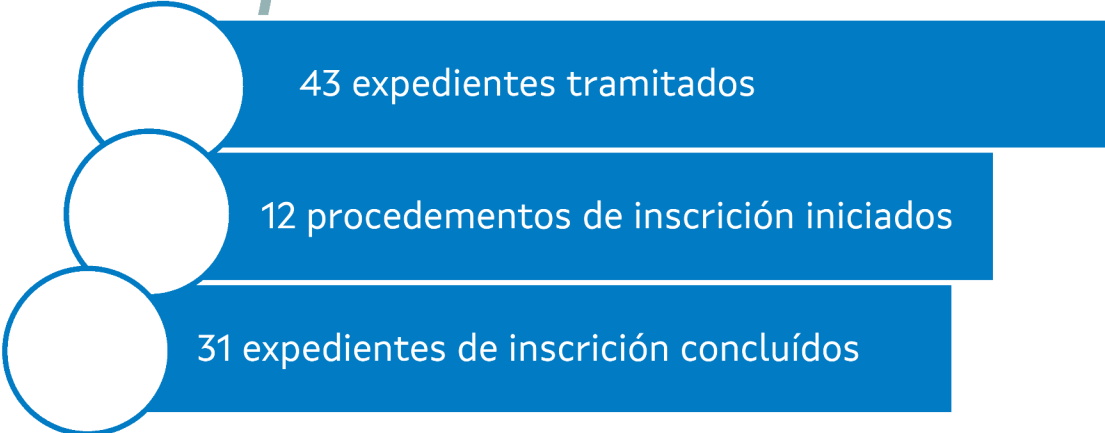 43 expedientes tramitados
12 procedementos de inscrición iniciados
31 expedientes de inscrición concluídos